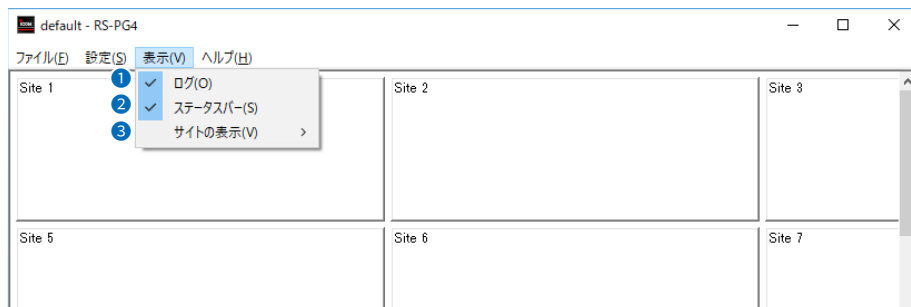 default - RS-PG4
ファイル(F) 設定(S) 表示(V) ヘルプ(H)
Site 1
Site 2
Site 3
1 ログ(O)
2 ステータスバー(S)
3 サイトの表示(V)
Site 5
Site 6
Site 7